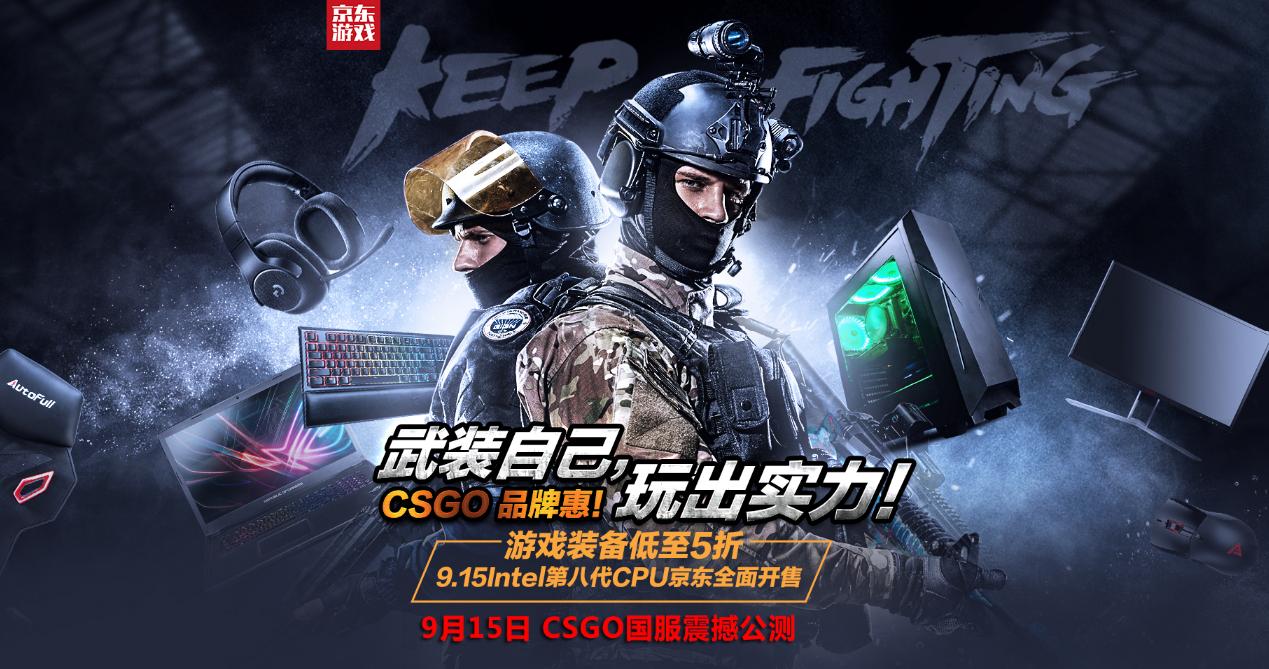 京东
游戏
KEEP FIGHTING
AutoFull
GIGN
武装自己,
玩出实力!
CSGO 品牌惠!
游戏装备低至5折
9.15Intel第八代CPU京东全面开售
9月15日 CSGO国服震撼公测